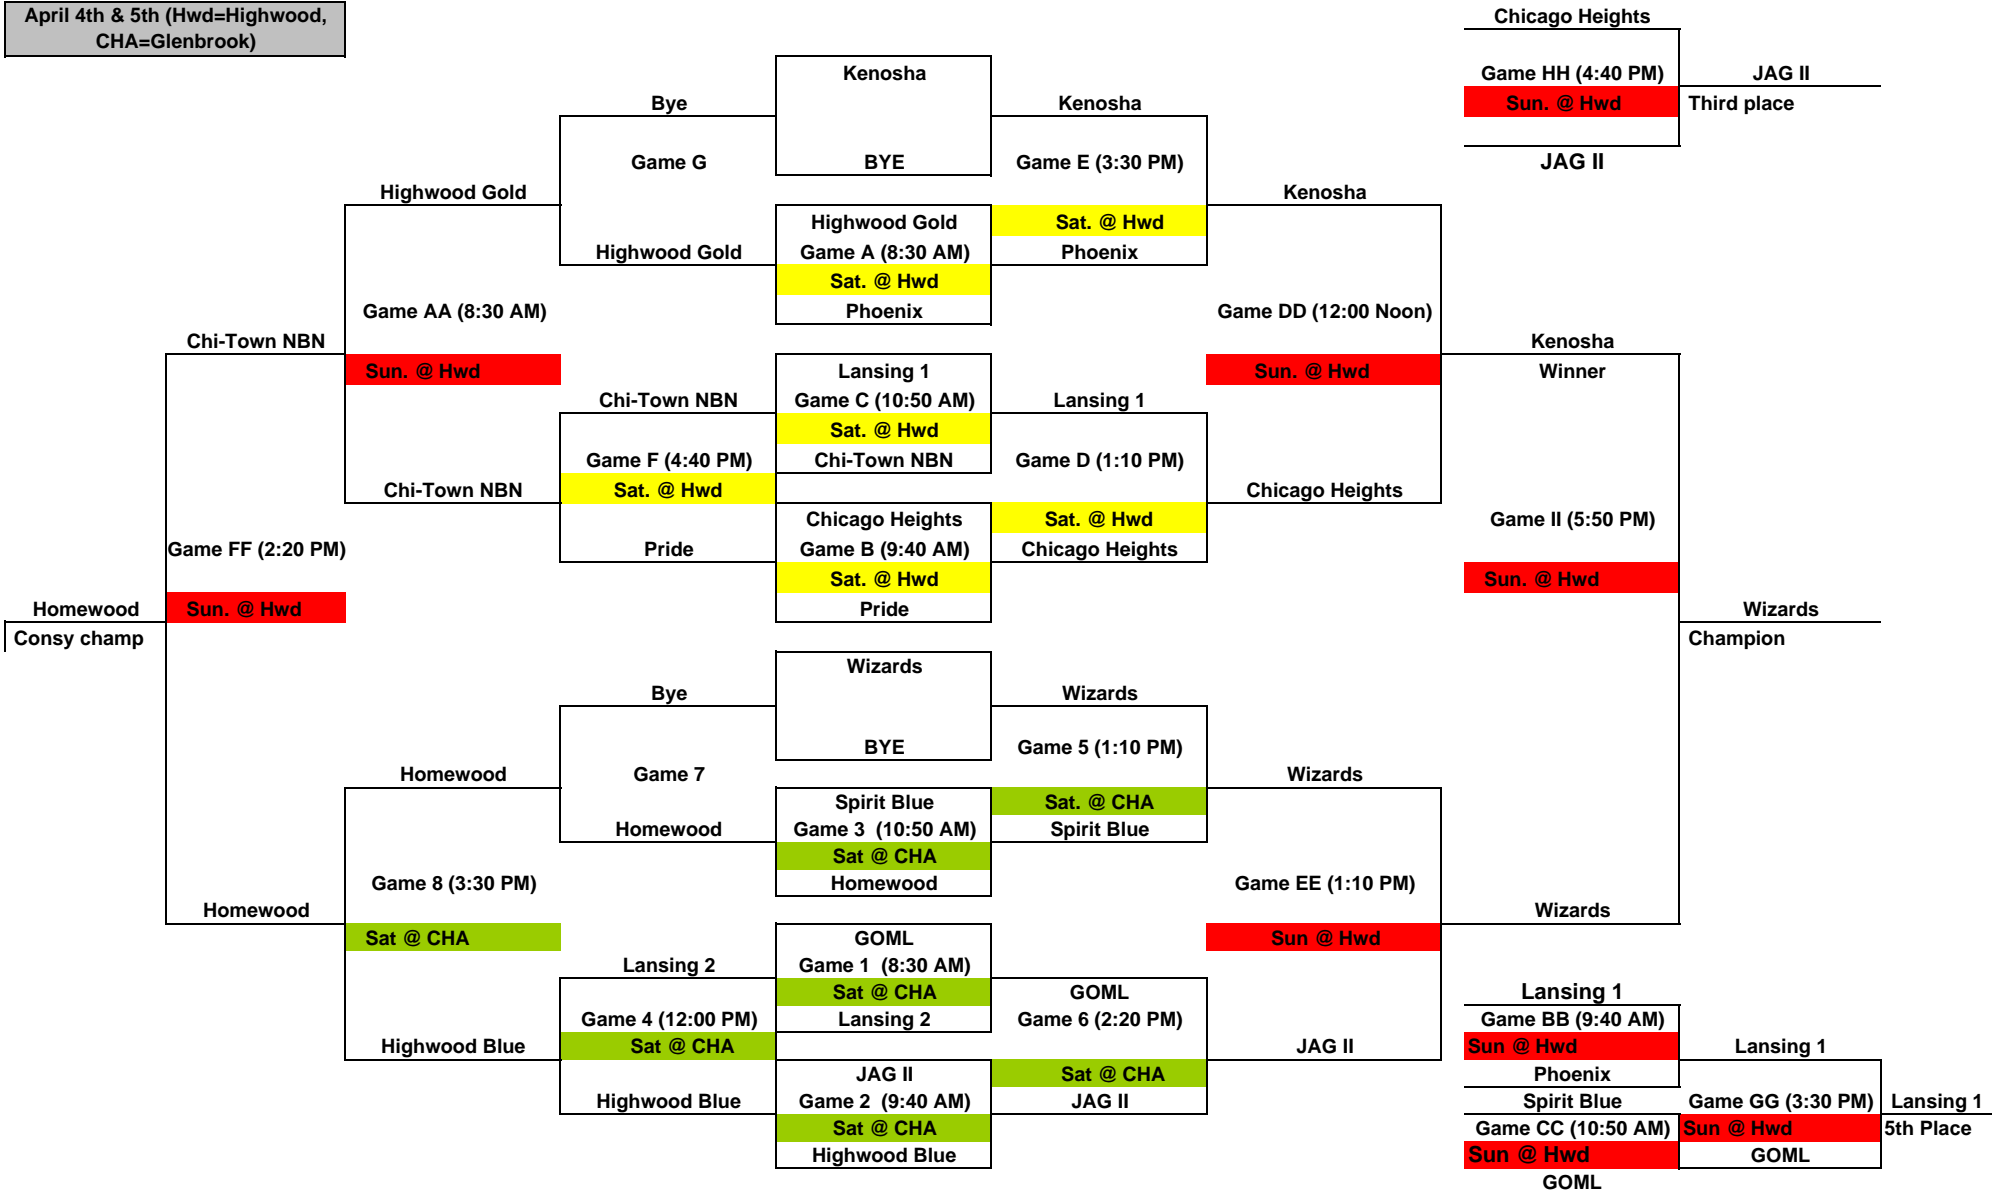 April 4th & 5th (Hwd=Highwood,
CHA=Glenbrook)
Chicago Heights
Game HH (4:40 PM)
JAG II
Sun. @ Hwd
Third place
JAG II
Kenosha
Bye
Kenosha
Game G
BYE
Game E (3:30 PM)
Highwood Gold
Kenosha
Highwood Gold
Sat. @ Hwd
Highwood Gold
Game A (8:30 AM)
Phoenix
Sat. @ Hwd
Game AA (8:30 AM)
Phoenix
Game DD (12:00 Noon)
Chi-Town NBN
Kenosha
Sun. @ Hwd
Lansing 1
Sun. @ Hwd
Winner
Chi-Town NBN
Game C (10:50 AM)
Lansing 1
Sat. @ Hwd
Game F (4:40 PM)
Chi-Town NBN
Game D (1:10 PM)
Chi-Town NBN
Sat. @ Hwd
Chicago Heights
Chicago Heights
Sat. @ Hwd
Game II (5:50 PM)
Game FF (2:20 PM)
Pride
Game B (9:40 AM)
Chicago Heights
Sat. @ Hwd
Sun. @ Hwd
Homewood
Sun. @ Hwd
Pride
Wizards
Consy champ
Champion
Wizards
Bye
Wizards
BYE
Game 5 (1:10 PM)
Homewood
Game 7
Wizards
Spirit Blue
Sat. @ CHA
Homewood
Game 3 (10:50 AM)
Spirit Blue
Sat @ CHA
Game 8 (3:30 PM)
Homewood
Game EE (1:10 PM)
Homewood
Wizards
Sat @ CHA
GOML
Sun @ Hwd
Lansing 2
Game 1 (8:30 AM)
Sat @ CHA
GOML
Lansing 1
Game 4 (12:00 PM)
Lansing 2
Game 6 (2:20 PM)
Game BB (9:40 AM)
Highwood Blue
Sat @ CHA
JAG II
Sun @ Hwd
Lansing 1
JAG II
Sat @ CHA
Phoenix
Highwood Blue
Game 2 (9:40 AM)
JAG II
Spirit Blue
Game GG (3:30 PM)
Lansing 1
Sat @ CHA
Game CC (10:50 AM)
Sun @ Hwd
5th Place
Highwood Blue
Sun @ Hwd
GOML
GOML